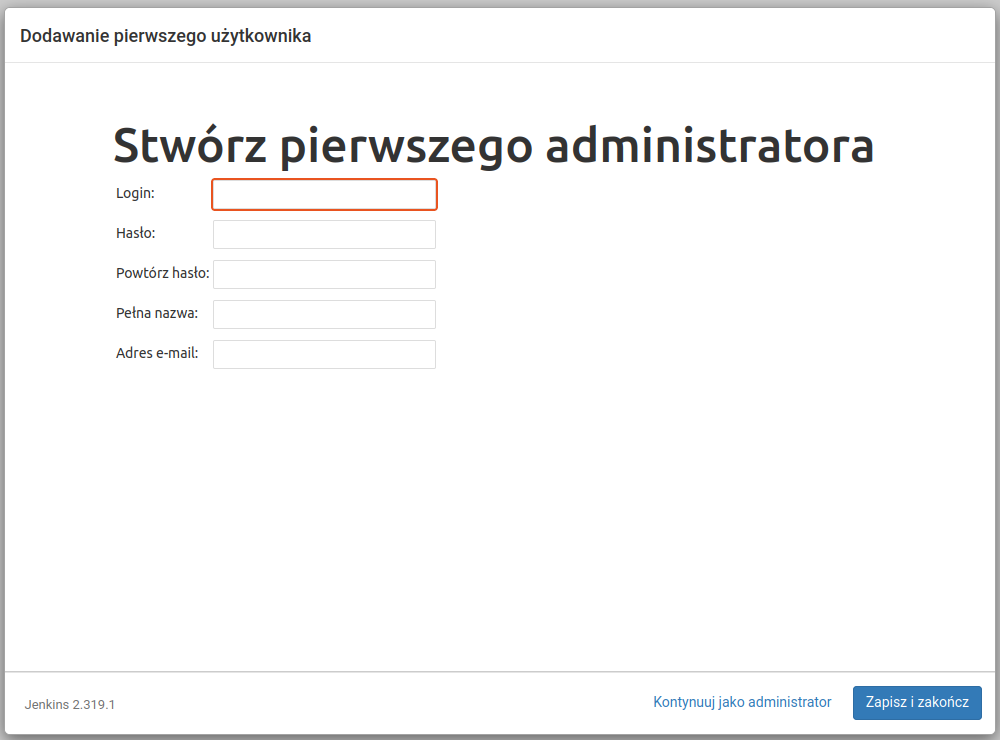 Dodawanie pierwszego użytkownika
Stwórz pierwszego administratora
Login:
Hasło:
Powtórz hasło:
Pełna nazwa:
Adres e-mail:
Jenkins 2.319.1
Kontynuuj jako administrator
Zapisz i zakończ